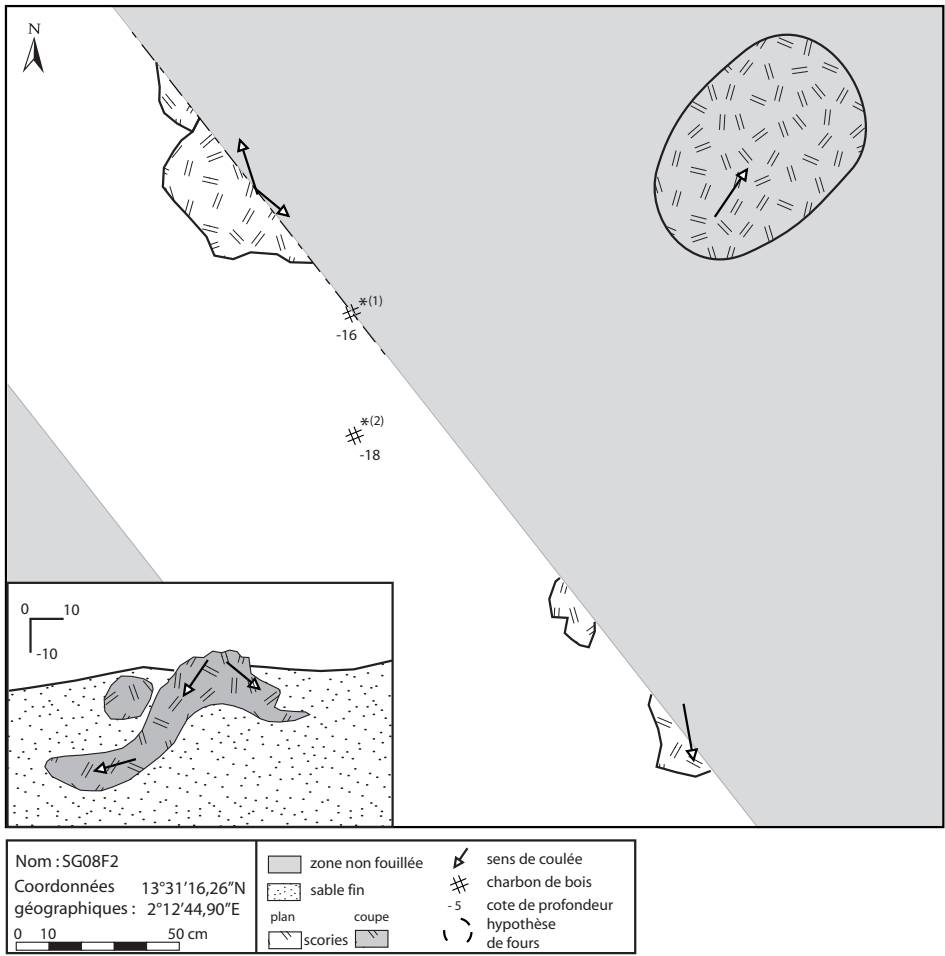 N
*(1)
-16
*(2)
-18
0 10
-10
Nom : SG08F2
Coordonnées 13°31’16,26’’N
géographiques : 2°12’44,90’’E
0 10 50 cm
zone non fouillée
sable fin
plan coupe
scories
sens de coulée
charbon de bois
- 5 cote de profondeur
hypothèse
de fours